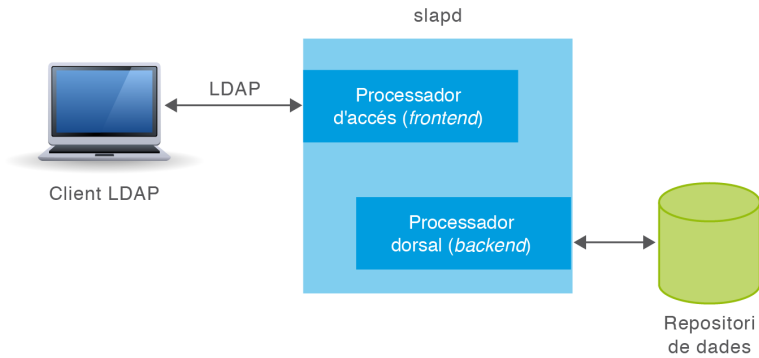 slapd
LDAP
Processador
d'accés (frontend)
Client LDAP
Processador
dorsal (backend)
Repositori
de dades